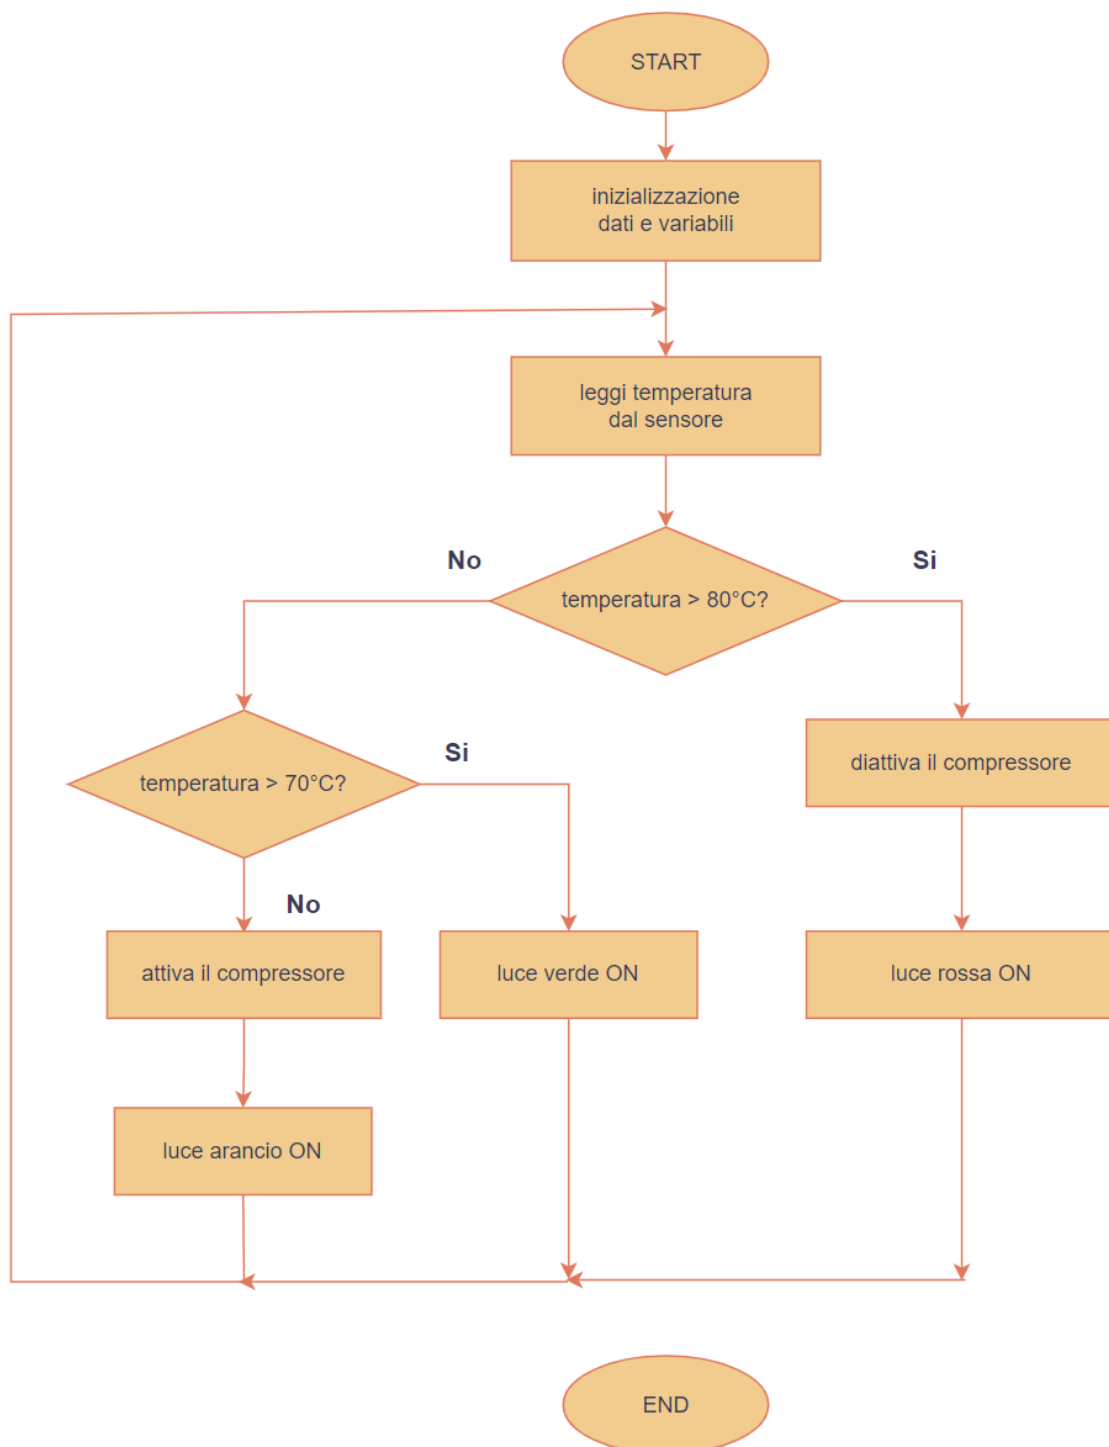 START
inizializzazione
dati e variabili
leggi temperatura
dal sensore
No
Si
temperatura > 80°C?
Si
temperatura > 70°C?
diattiva il compressore
No
attiva il compressore
luce verde ON
luce rossa ON
luce arancio ON
END